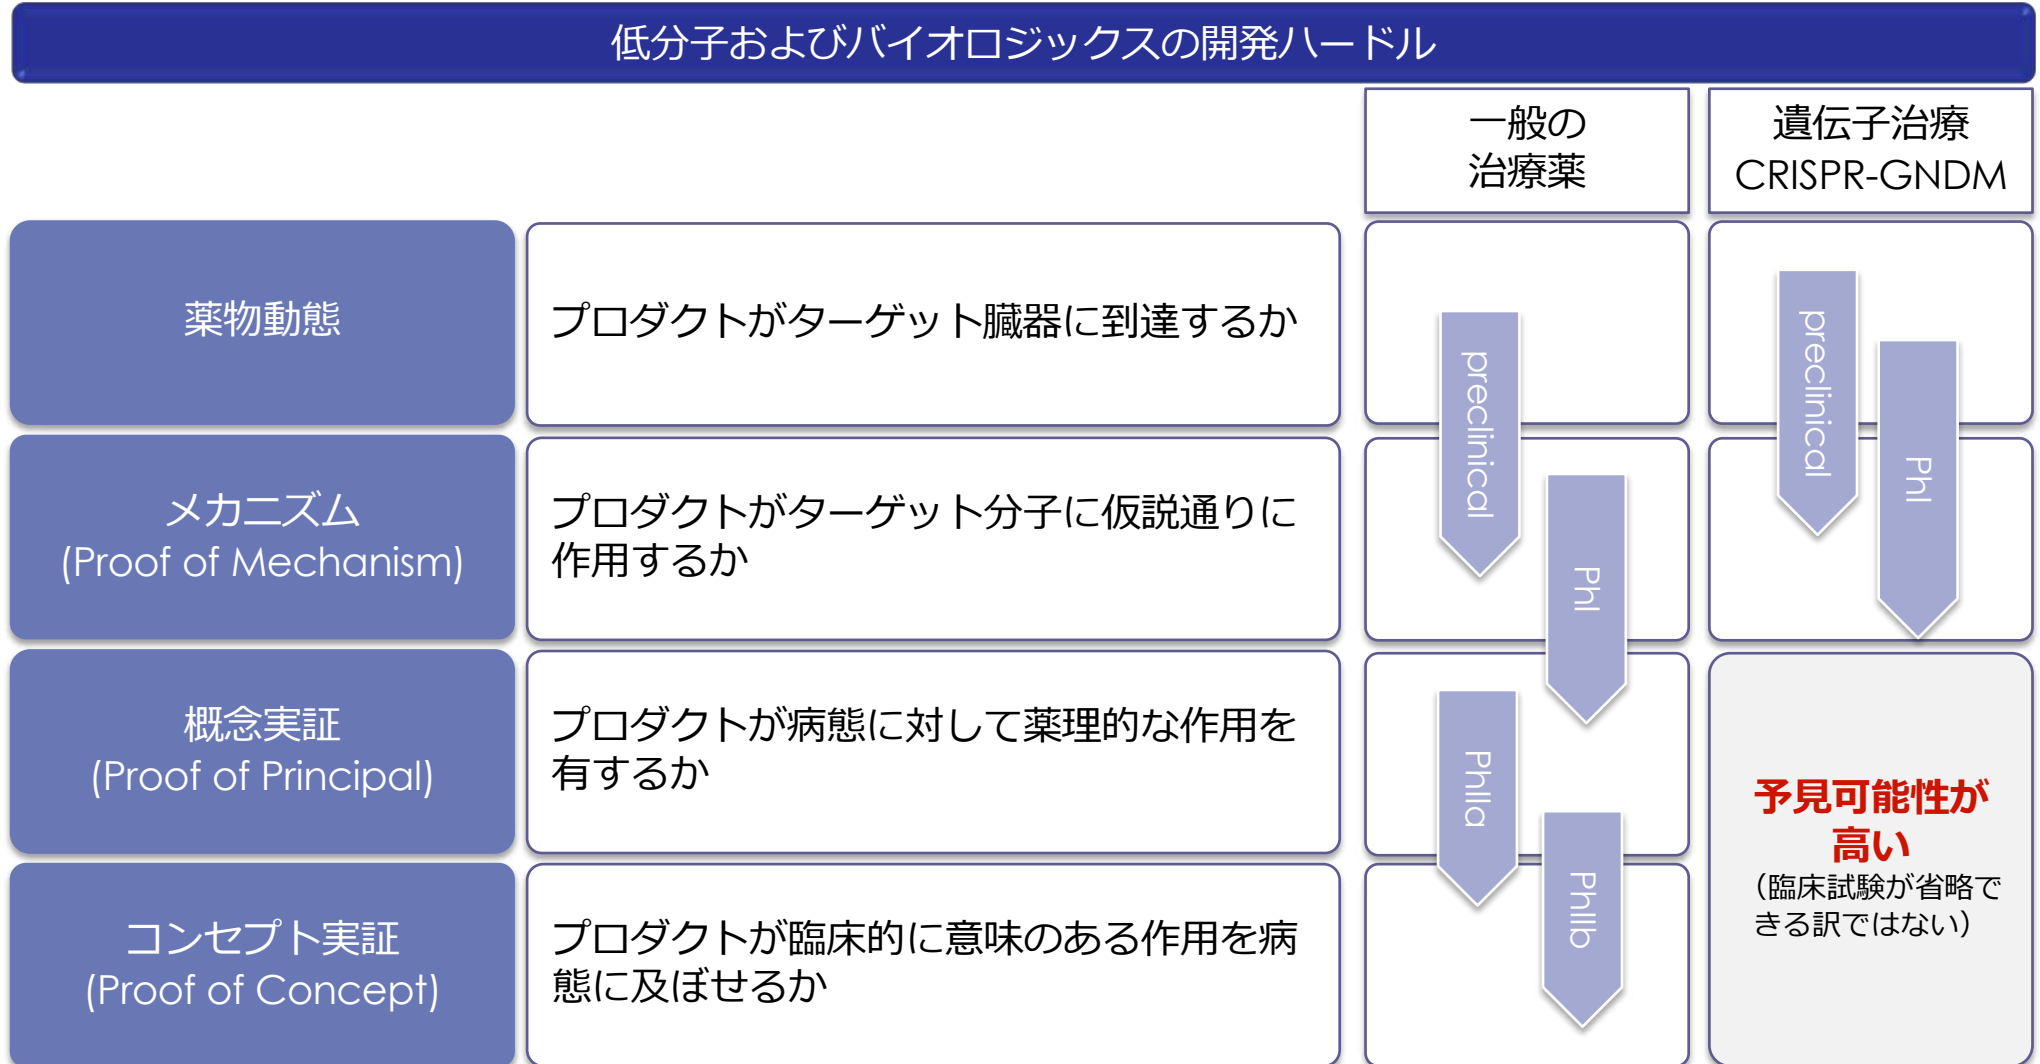 低分子およびバイオロジックスの開発ハードル
一般の
治療薬
遺伝子治療
CRISPR-GNDM
薬物動態
プロダクトがターゲット臓器に到達するか
preclinical
preclinical
PhI
メカニズム
(Proof of Mechanism)
プロダクトがターゲット分子に仮説通りに
作用するか
PhI
概念実証
(Proof of Principal)
プロダクトが病態に対して薬理的な作用を
有するか
PhIIa
予見可能性が
高い
（臨床試験が省略で
きる訳ではない）
コンセプト実証
(Proof of Concept)
プロダクトが臨床的に意味のある作用を病
態に及ぼせるか
PhIIb